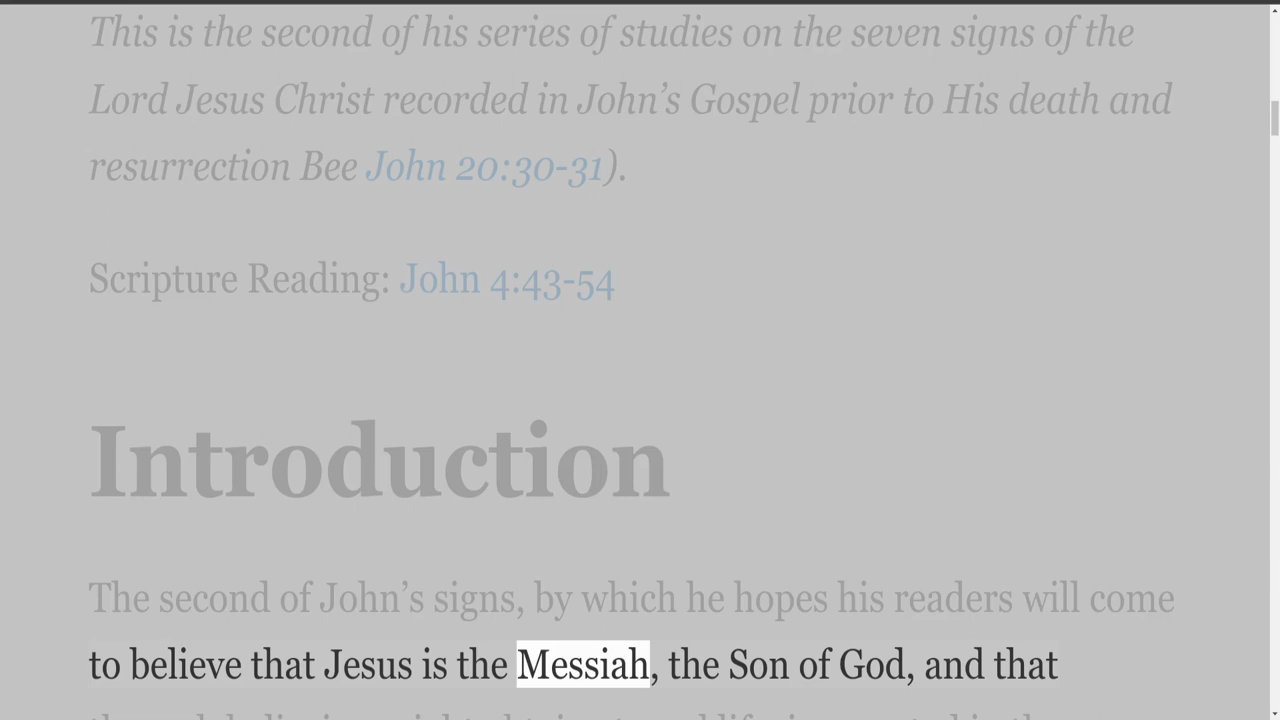 This is the second of his series of studies on the seven signs of the
Lord Jesus Christ recorded in John’s Gospel prior to His death and
resurrection Bee John 20:30-31).
Scripture Reading: John 4:43-54
Introduction
The second of John’s signs, by which he hopes his readers will come
to believe that Jesus is the Messiah, the Son of God, and that